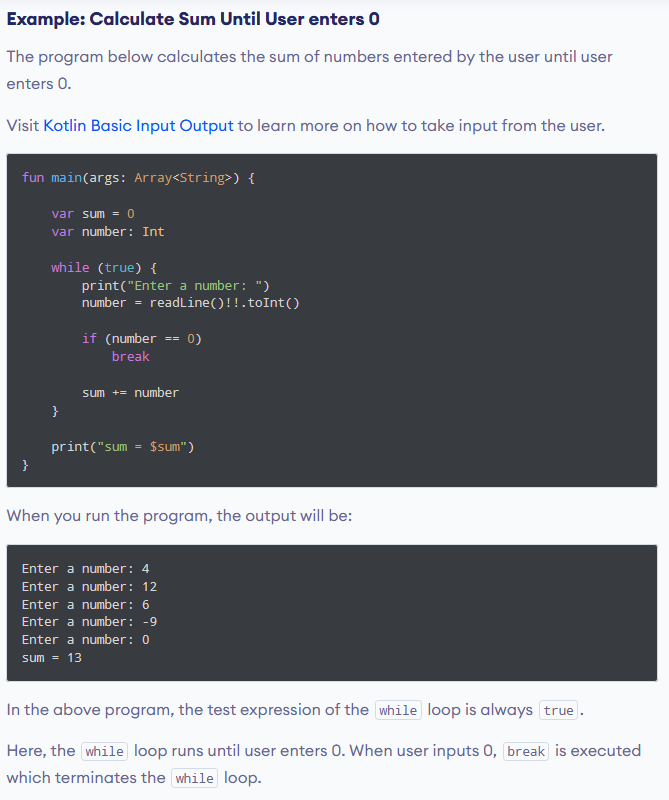 Example: Calculate Sum Until User enters 0
The program below calculates the sum of numbers entered by the user until user
enters 0.
Visit Kotlin Basic Input Output to learn more on how to take input from the user.
fun main(args: Array<String>) {

    var sum = 0
    var number: Int

    while (true) {
        print("Enter a number: ")
        number = readLine()!!.toInt()

        if (number == 0)
            break

        sum += number
    }

    print("sum = $sum")
}
When you run the program, the output will be:
Enter a number: 4
Enter a number: 12
Enter a number: 6
Enter a number: -9
Enter a number: 0
sum = 13
In the above program, the test expression of the while loop is always true .
Here, the while loop runs until user enters 0. When user inputs 0, break is executed
which terminates the while loop.